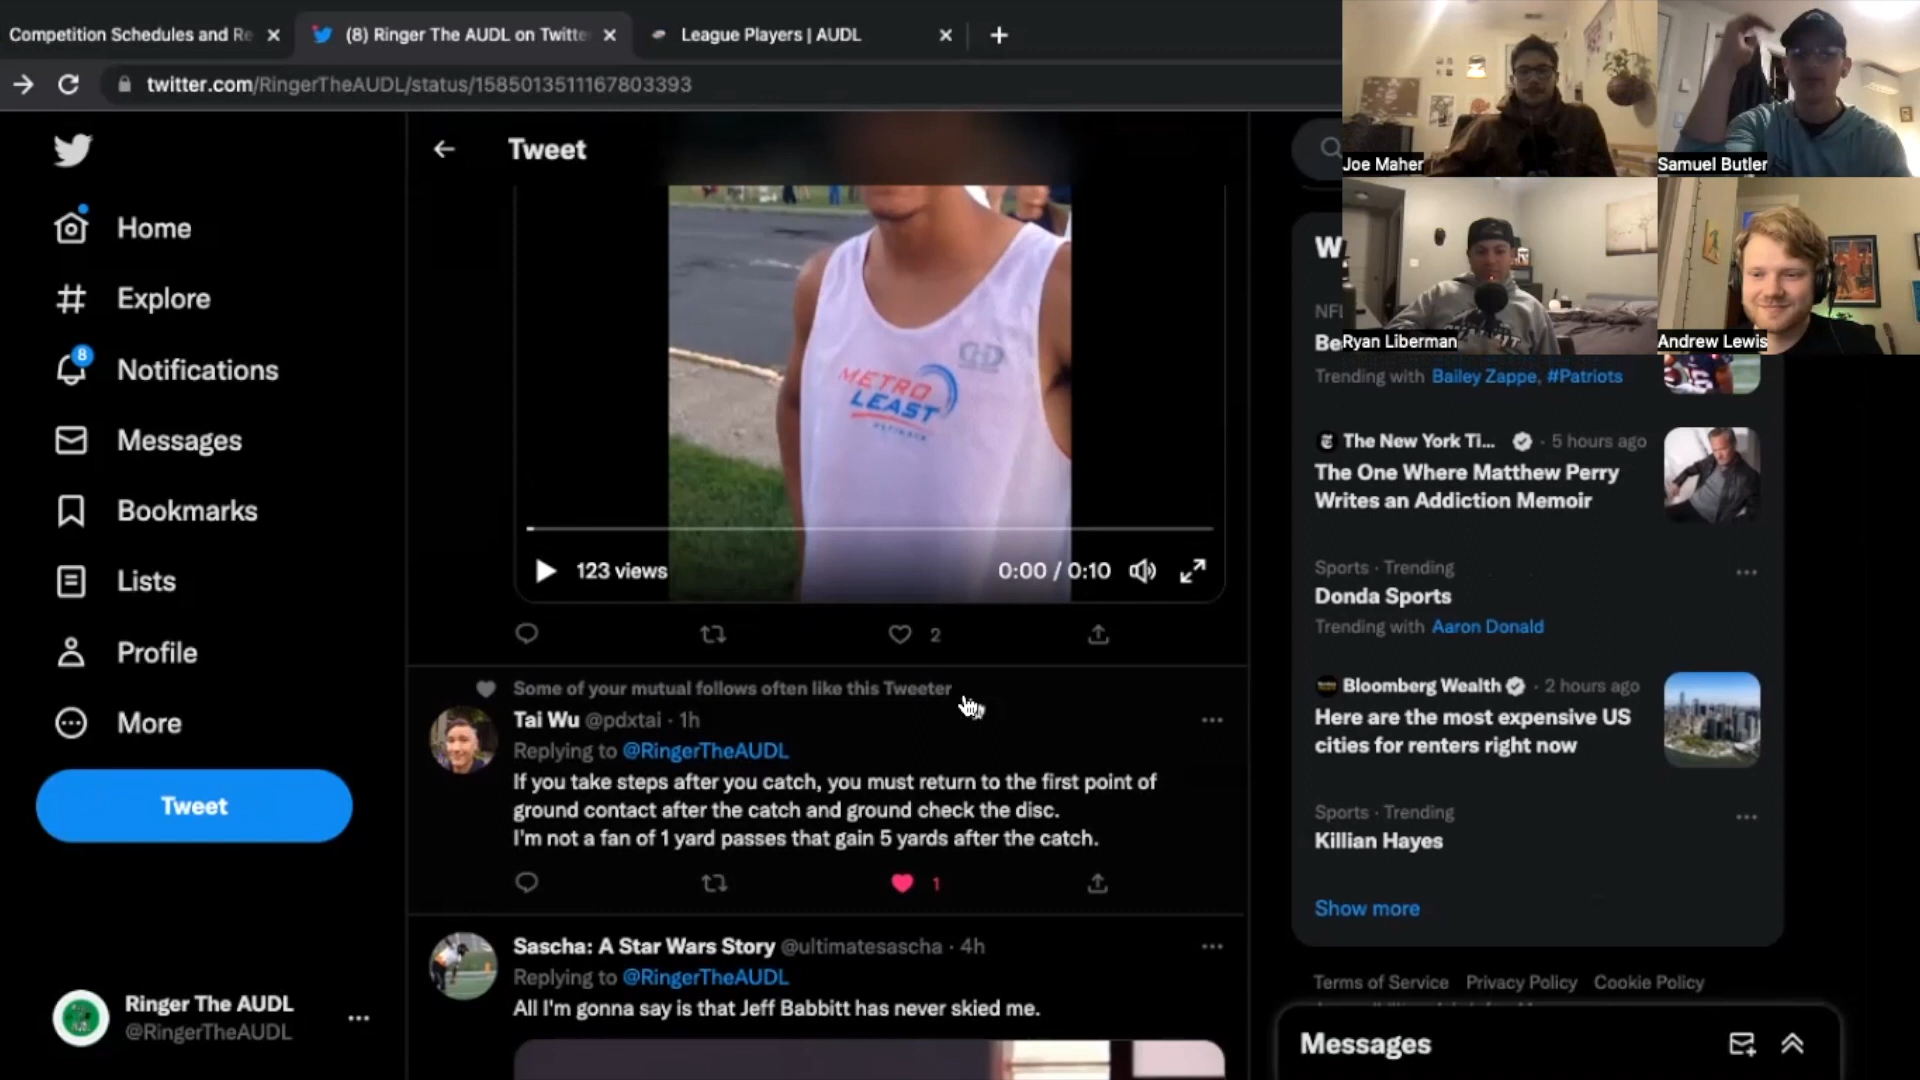 Competition Schedules and Re
(8) Ringer The AUDL on Twitte
League Players | AUDL
twitter.com/RingerTheAUDL/status/1585013511167803393
Joe Maher
Samuel Butler
Ryan Liberman
Andrew Lewis
Home
Explore
8
Notifications
Messages
Bookmarks
Lists
Profile
More
Tweet
Ringer The AUDL
@RingerTheAUDL
Tweet
METRO
LEAST
123 views
0:00 / 0:10
2
Some of your mutual follows often like this Tweeter
Tai Wu @pdxtai · 1h
Replying to @RingerTheAUDL
If you take steps after you catch, you must return to the first point of
ground contact after the catch and ground check the disc.
I'm not a fan of 1 yard passes that gain 5 yards after the catch.
1
Sascha: A Star Wars Story @ultimatesascha · 4h
Replying to @RingerTheAUDL
All I'm gonna say is that Jeff Babbitt has never skied me.
W
NFL
Be
Trending with Bailey Zappe, #Patriots
The New York Ti... · 5 hours ago
The One Where Matthew Perry
Writes an Addiction Memoir
Sports · Trending
Donda Sports
Trending with Aaron Donald
Bloomberg Wealth · 2 hours ago
Here are the most expensive US
cities for renters right now
Sports · Trending
Killian Hayes
Show more
Terms of Service Privacy Policy Cookie Policy
Messages